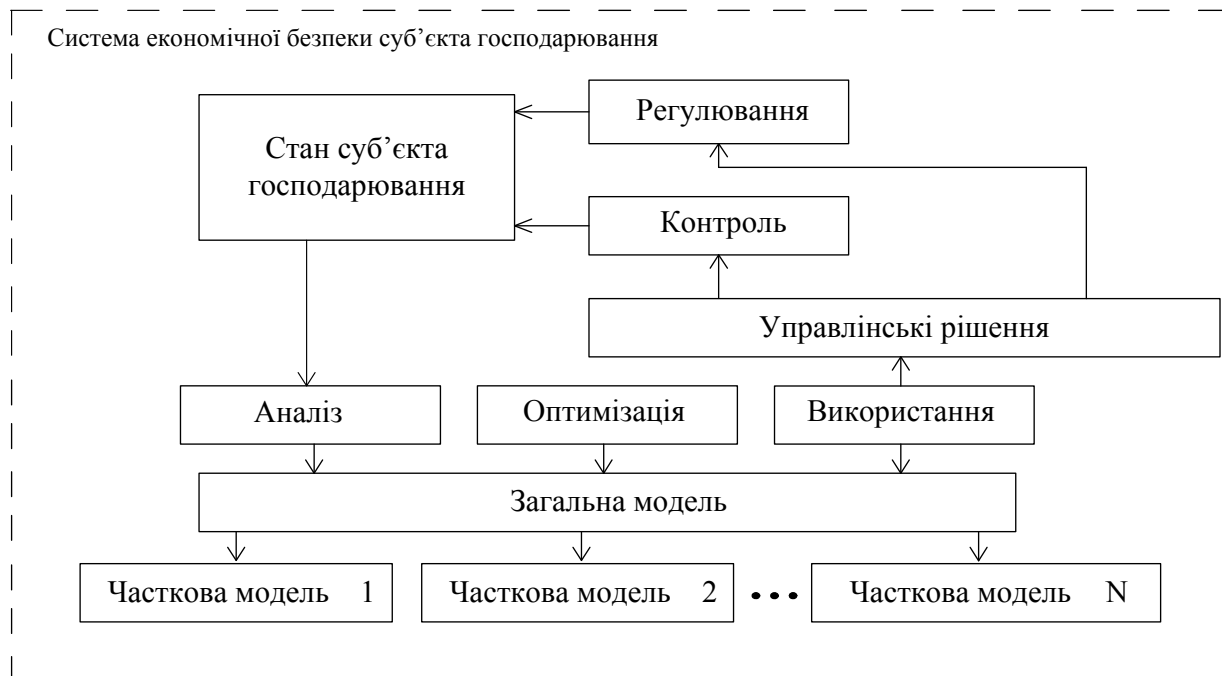 Система економічної безпеки суб’єкта господарювання
Регулювання
Стан суб’єкта
господарювання
Контроль
Управлінські рішення
Аналіз
Оптимізація
Використання
Загальна модель
Часткова модель 1
Часткова модель 2
Часткова модель N